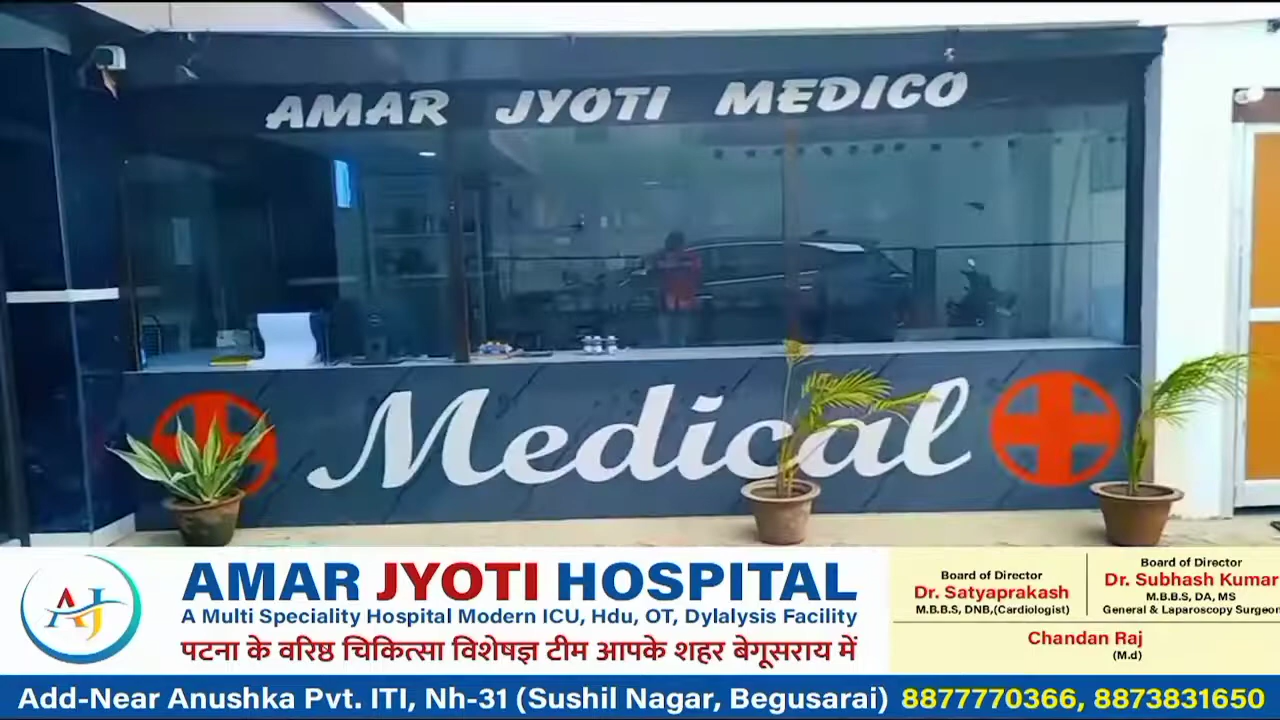 AMAR JYOTI MEDICO
Medical
AJ
AMAR JYOTI HOSPITAL
A Multi Speciality Hospital Modern ICU, Hdu, OT, Dylalysis Facility
पटना के वरिष्ठ चिकित्सा विशेषज्ञ टीम आपके शहर बेगूसराय में
Board of Director
Dr. Satyaprakash
M.B.B.S, DNB,(Cardiologist)
Board of Director
Dr. Subhash Kumar
M.B.B.S, DA, MS
General & Laparoscopy Surgeon
Chandan Raj
(M.d)
Add-Near Anushka Pvt. ITI, Nh-31 (Sushil Nagar, Begusarai) 8877770366, 8873831650